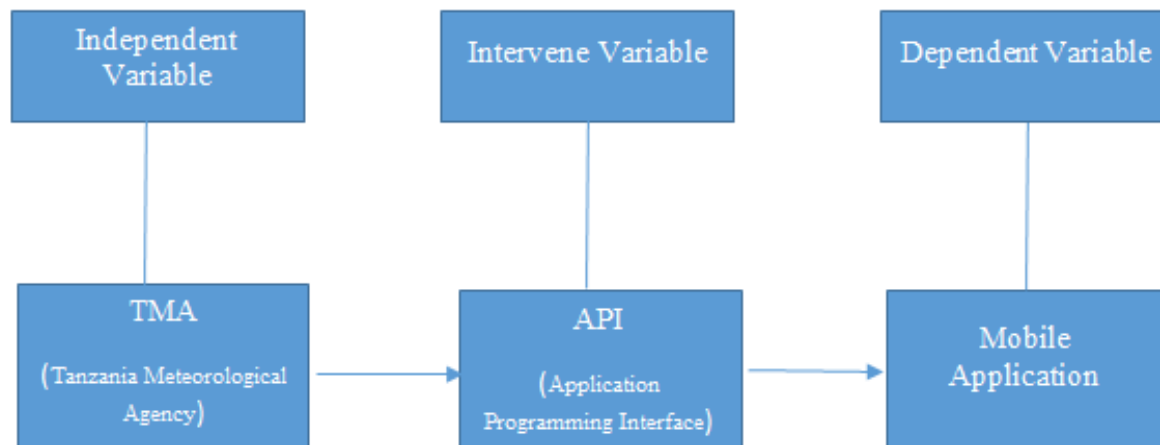 Independent
Variable
Intervene Variable
Dependent Variable
TMA
(Tanzania Meteorological
Agency)
API
(Application
Programming Interface)
Mobile
Application